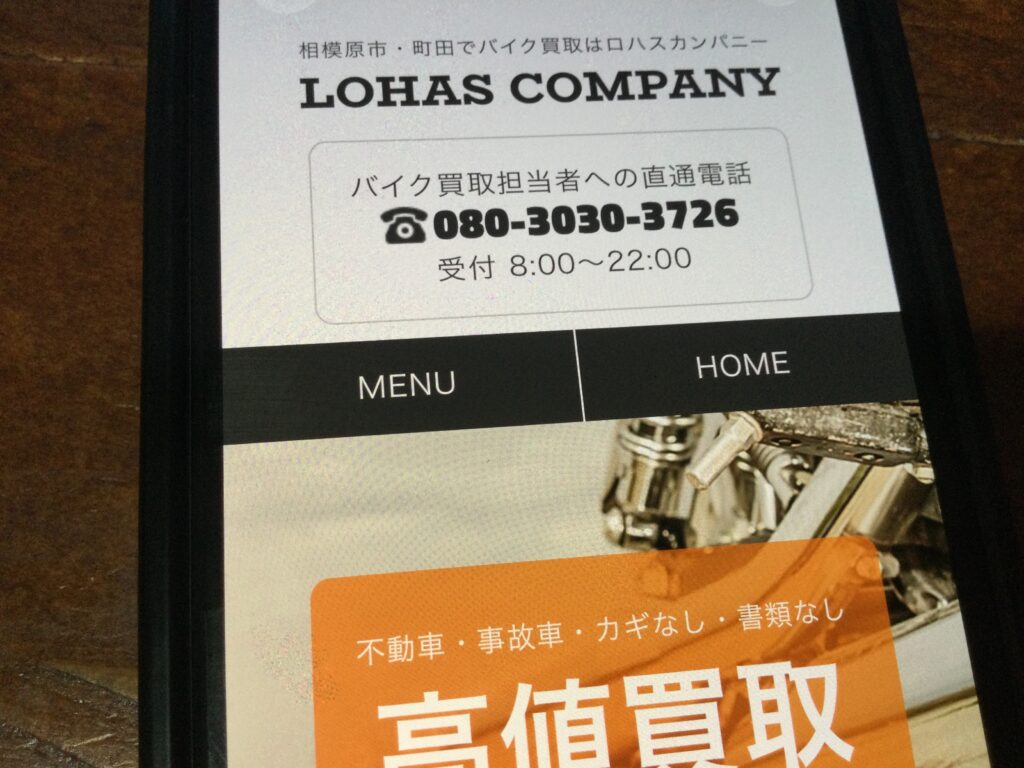 相模原市・町田でバイク買取はロハスカンパニー
LOHAS COMPANY
バイク買取担当者への直通電話
☎080-3030-3726
受付 8:00〜22:00
MENU
HOME
不動車・事故車・カギなし・書類なし
高値買取